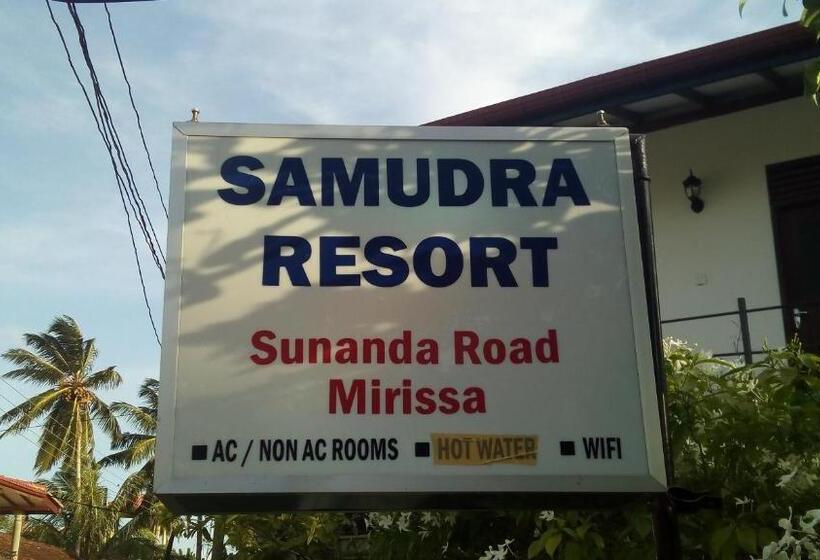 SAMUDRA
RESORT
Sunanda Road
Mirissa
■ AC / NON AC ROOMS ■ HOT WATER ■ WIFI